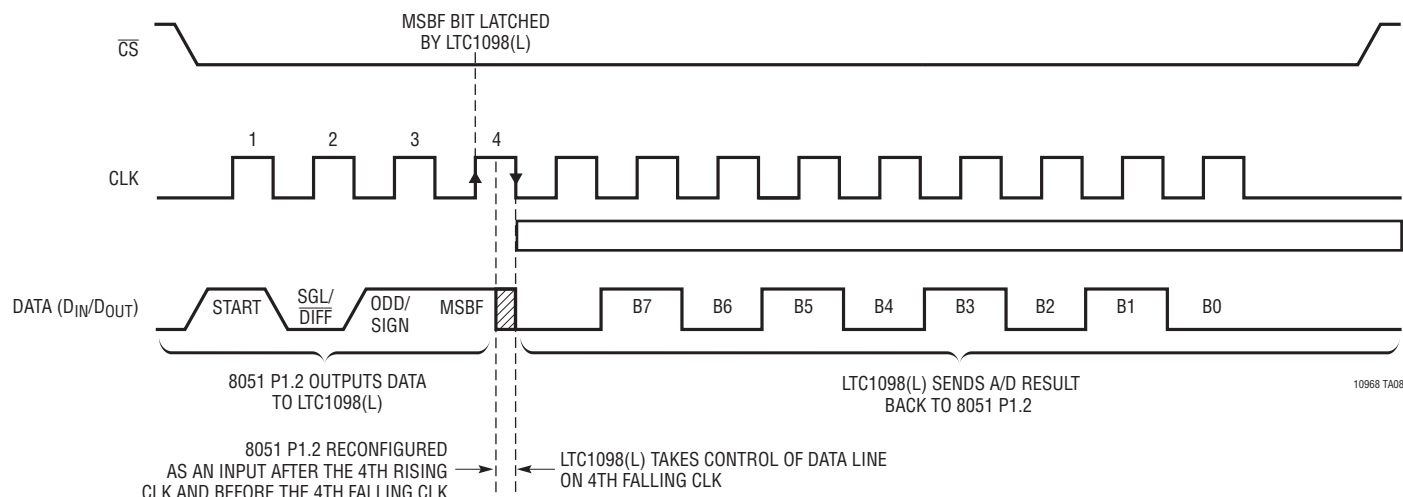 MSBF BIT LATCHED
BY LTC1098(L)
CS
1 2 3 4
CLK
DATA (DIN/DOUT)
START
SGL/
DIFF
ODD/
SIGN
MSBF
B7 B6 B5 B4 B3 B2 B1 B0
8051 P1.2 OUTPUTS DATA
TO LTC1098(L)
LTC1098(L) SENDS A/D RESULT
BACK TO 8051 P1.2
10968 TA08
8051 P1.2 RECONFIGURED
AS AN INPUT AFTER THE 4TH RISING
CLK AND BEFORE THE 4TH FALLING CLK
LTC1098(L) TAKES CONTROL OF DATA LINE
ON 4TH FALLING CLK